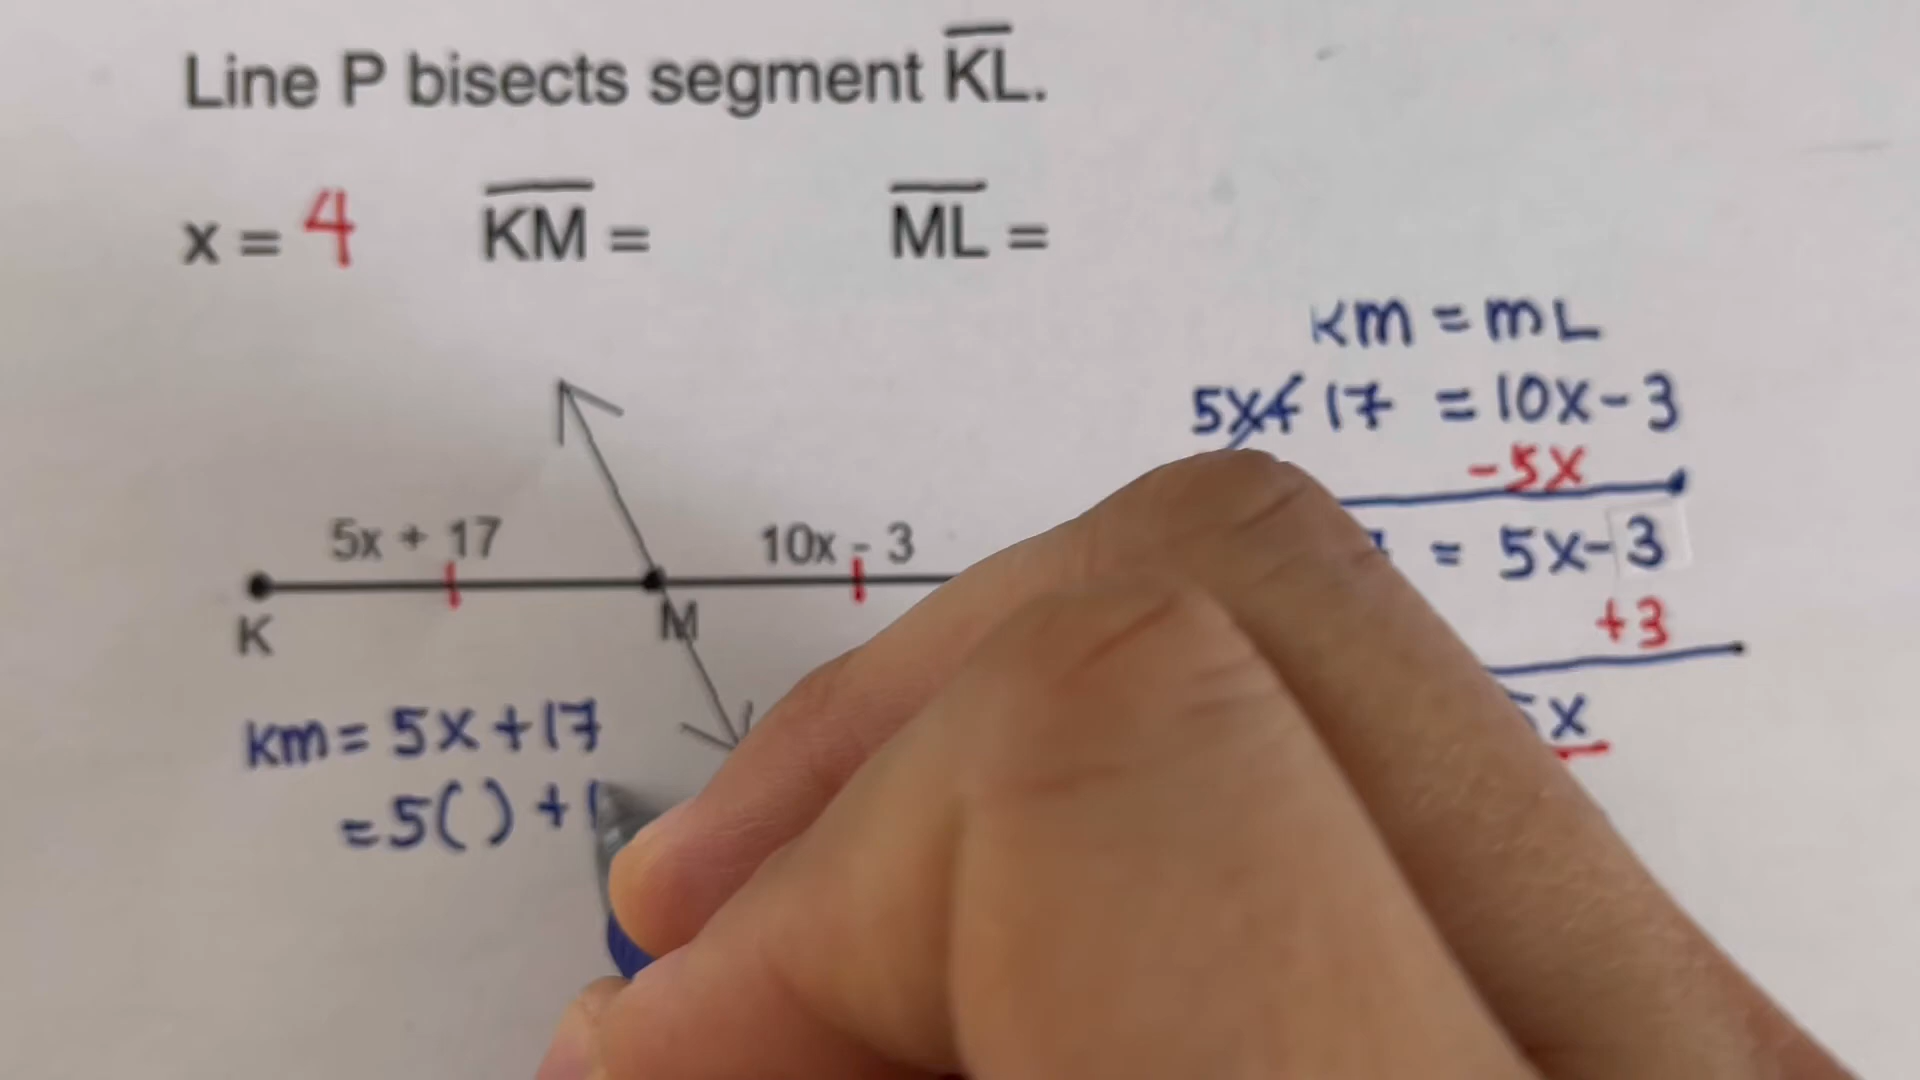 Line P bisects segment KL.
x = 4 KM = ML =
KM = ML
5x+ 17 = 10x - 3
-5x
= 5x - 3
+3
x
5x + 17
10x - 3
K
M
KM = 5x + 17
= 5( ) + 1